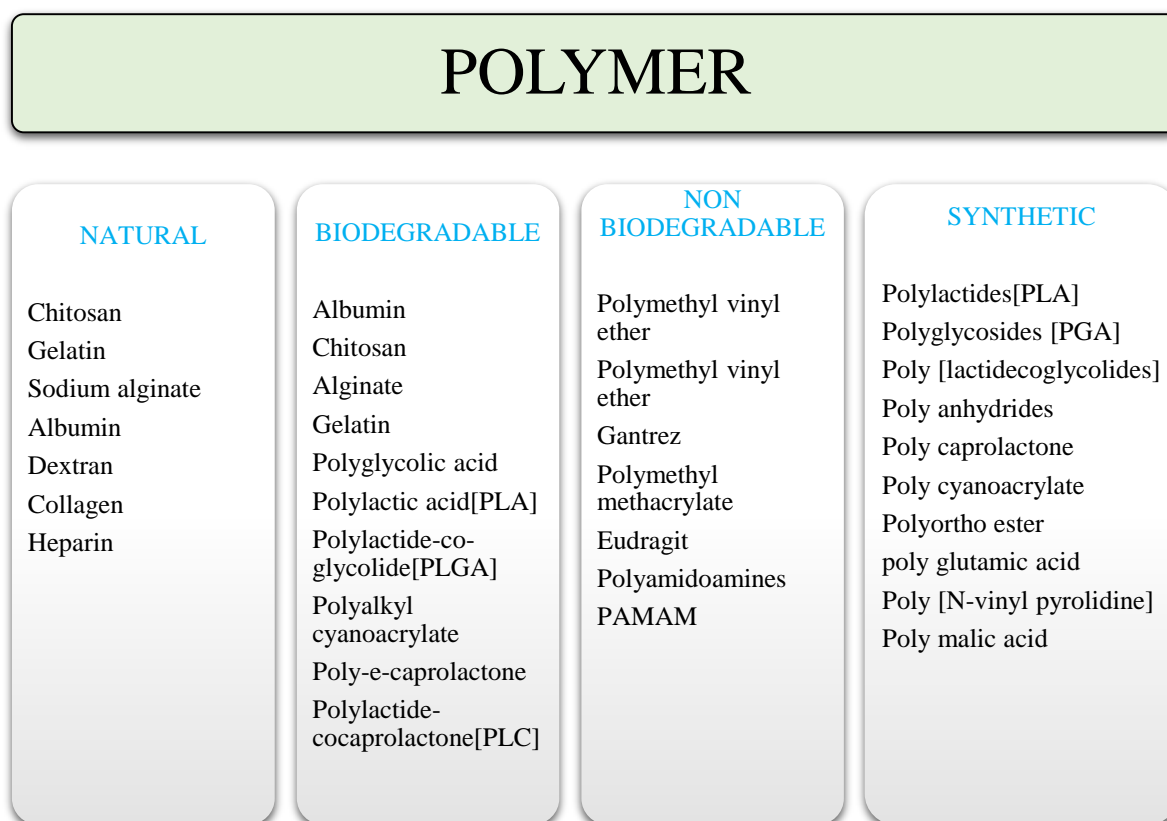 POLYMER
NATURAL
Chitosan
Gelatin
Sodium alginate
Albumin
Dextran
Collagen
Heparin
BIODEGRADABLE
Albumin
Chitosan
Alginate
Gelatin
Polyglycolic acid
Polylactic acid[PLA]
Polylactide-co-
glycolide[PLGA]
Polyalkyl
cyanoacrylate
Poly-e-caprolactone
Polylactide-
cocaprolactone[PLC]
NON
BIODEGRADABLE
Polymethyl vinyl
ether
Polymethyl vinyl
ether
Gantrez
Polymethyl
methacrylate
Eudragit
Polyamidoamines
PAMAM
SYNTHETIC
Polylactides[PLA]
Polyglycosides [PGA]
Poly [lactidecoglycolides]
Poly anhydrides
Poly caprolactone
Poly cyanoacrylate
Polyortho ester
poly glutamic acid
Poly [N-vinyl pyrolidine]
Poly malic acid